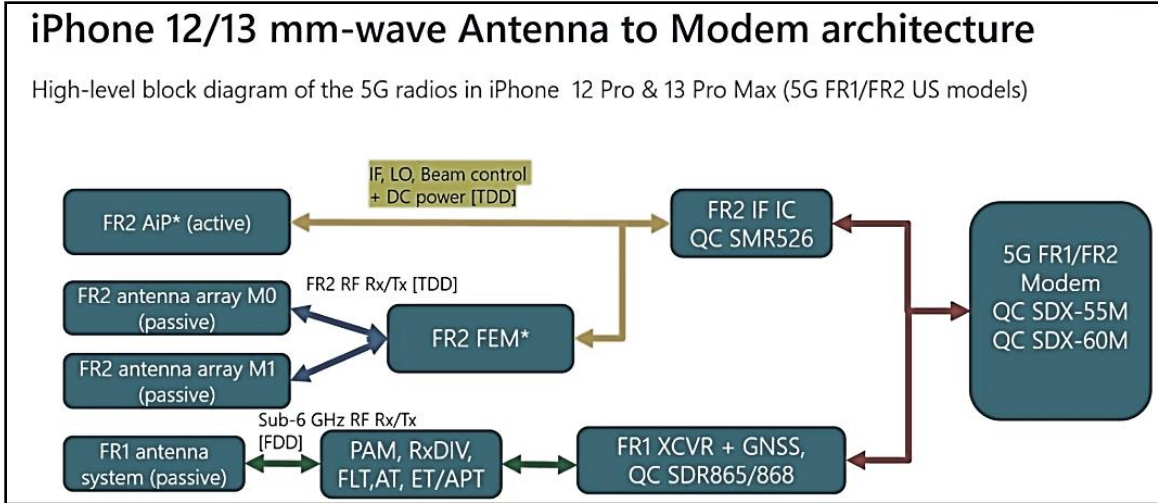 iPhone 12/13 mm-wave Antenna to Modem architecture
High-level block diagram of the 5G radios in iPhone 12 Pro & 13 Pro Max (5G FR1/FR2 US models)
IF, LO, Beam control
+ DC power [TDD]
FR2 AiP* (active)
FR2 IF IC
QC SMR526
5G FR1/FR2
Modem
QC SDX-55M
QC SDX-60M
FR2 RF Rx/Tx [TDD]
FR2 antenna array M0
(passive)
FR2 FEM*
FR2 antenna array M1
(passive)
Sub-6 GHz RF Rx/Tx
[FDD]
FR1 antenna
system (passive)
PAM, RxDIV,
FLT,AT, ET/APT
FR1 XCVR + GNSS,
QC SDR865/868